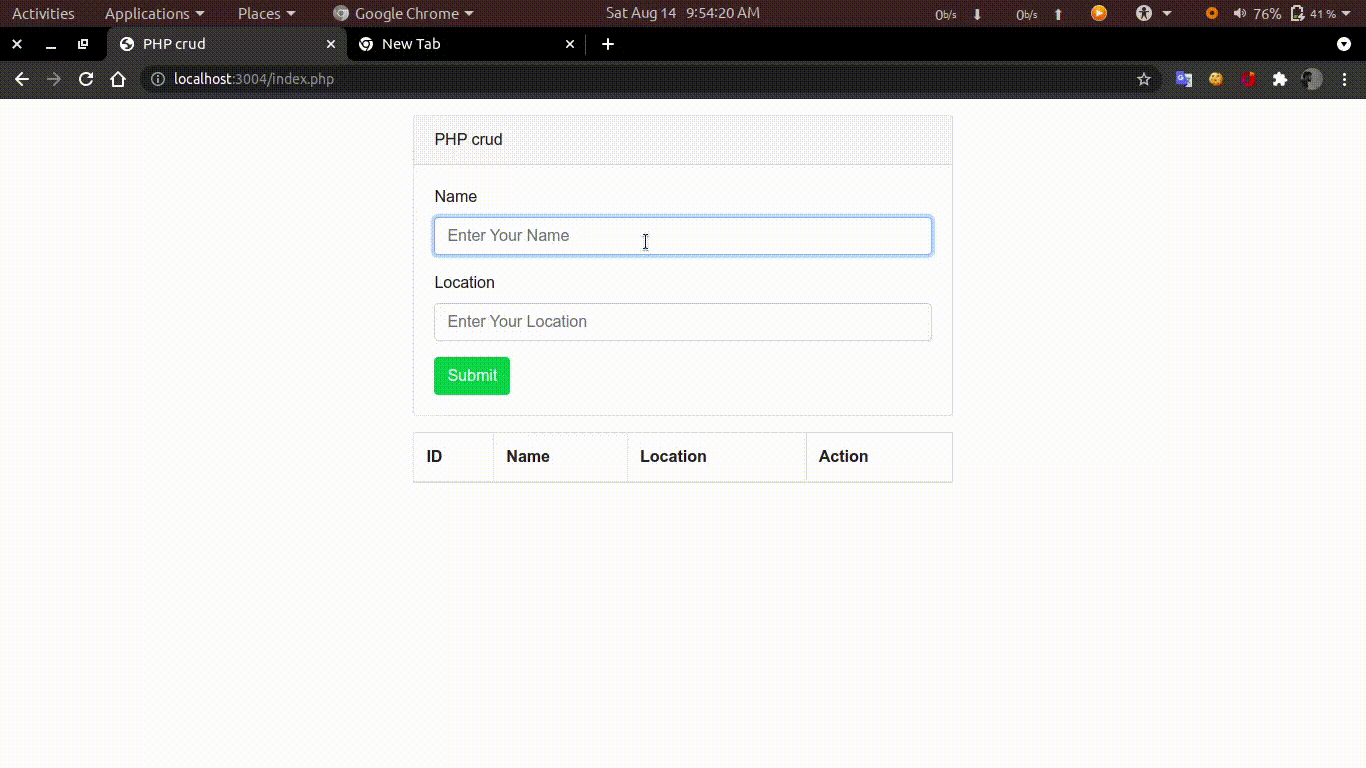 Activities Applications Places Google Chrome Sat Aug 14 9:54:20 AM 0b/s 0b/s 76% 41 %
PHP crud New Tab
localhost:3004/index.php
PHP crud
Name
Enter Your Name
Location
Enter Your Location
Submit
ID Name Location Action